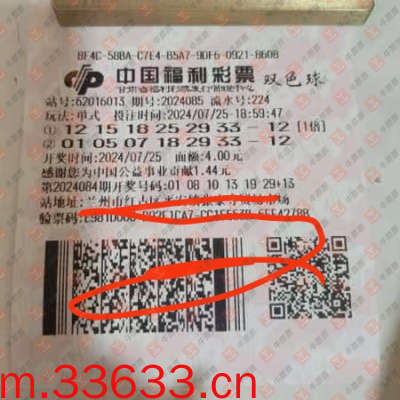 BF4C-58BA-C7E4-B5A7-9DF6-0921-8608
中国福利彩票 双色球
站号:62016013 期号:2024085 流水号:224
玩法:单式 投注时间:2024/07/25-18:59:47
① 12 15 18 25 29 33 - 12 [1倍]
② 01 05 07 18 29 33 - 12
开奖时间:2024/07/25 面额:4.00元
感谢您为中国公益事业贡献1.44元
第2024084期开奖号码:01 08 10 13 19 29+13
站地址:兰州市红古区
验票码:
m.33633.cn